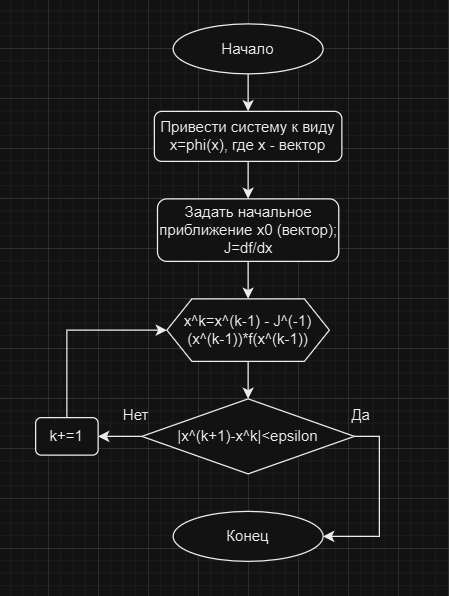 Начало
Привести систему к виду
x=phi(x), где x - вектор
Задать начальное
приближение x0 (вектор);
J=df/dx
x^k=x^(k-1) - J^(-1)
(x^(k-1))*f(x^(k-1))
Нет
Да
k+=1
|x^(k+1)-x^k|<epsilon
Конец